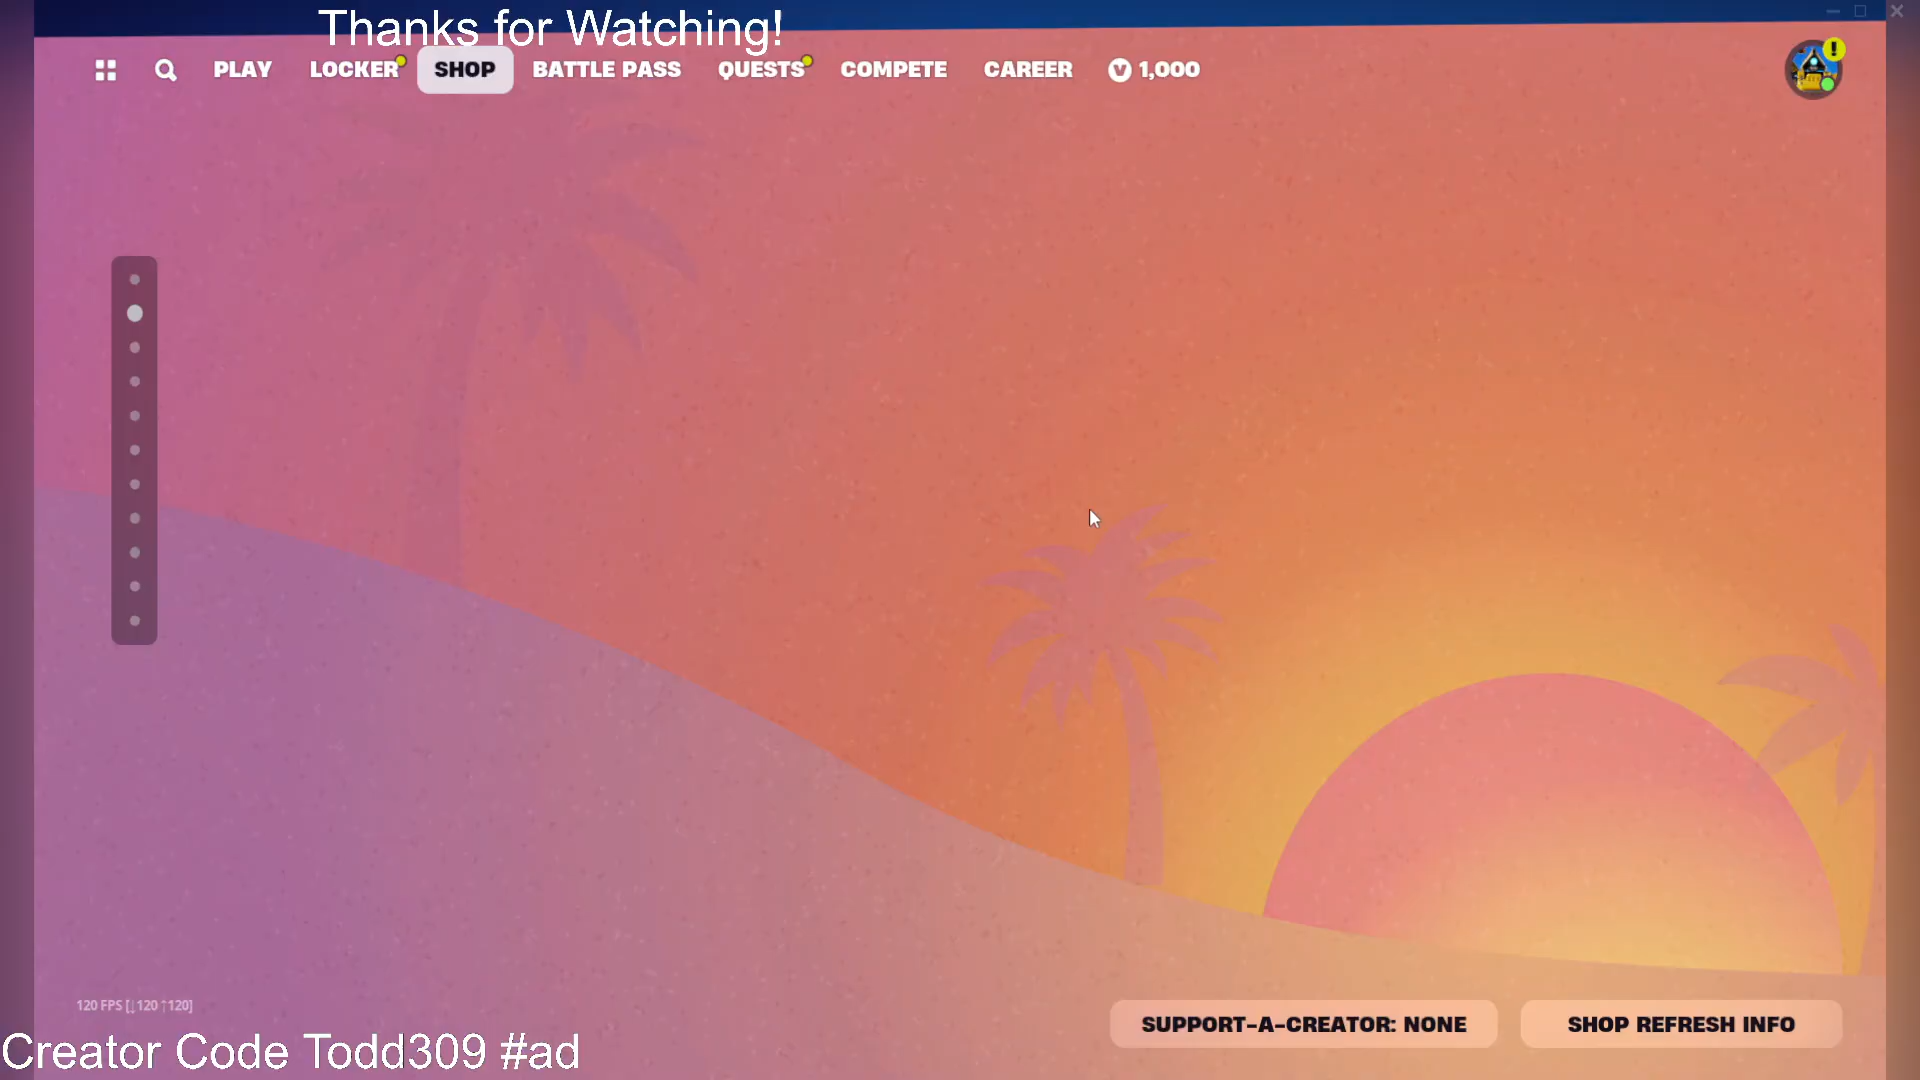 Thanks for Watching!
PLAY LOCKER SHOP BATTLE PASS QUESTS COMPETE CAREER V 1,000
!
120 FPS [↓120 ↑120]
SUPPORT-A-CREATOR: NONE SHOP REFRESH INFO
Creator Code Todd309 #ad